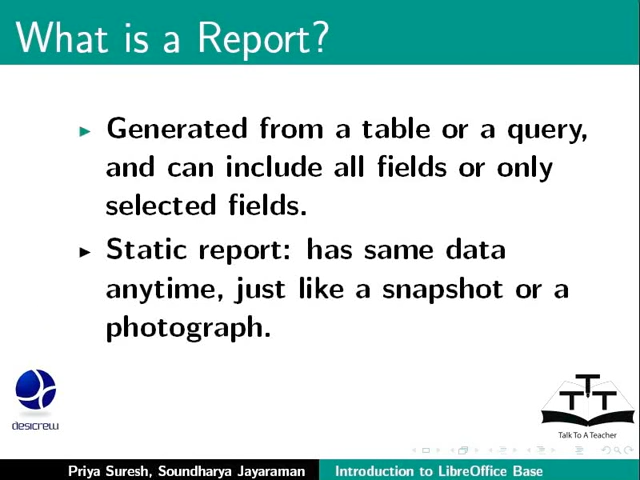 What is a Report?
Generated from a table or a query,
and can include all fields or only
selected fields.
Static report: has same data
anytime, just like a snapshot or a
photograph.
desicrew
TTT
Talk To A Teacher
Priya Suresh, Soundharya Jayaraman
Introduction to LibreOffice Base